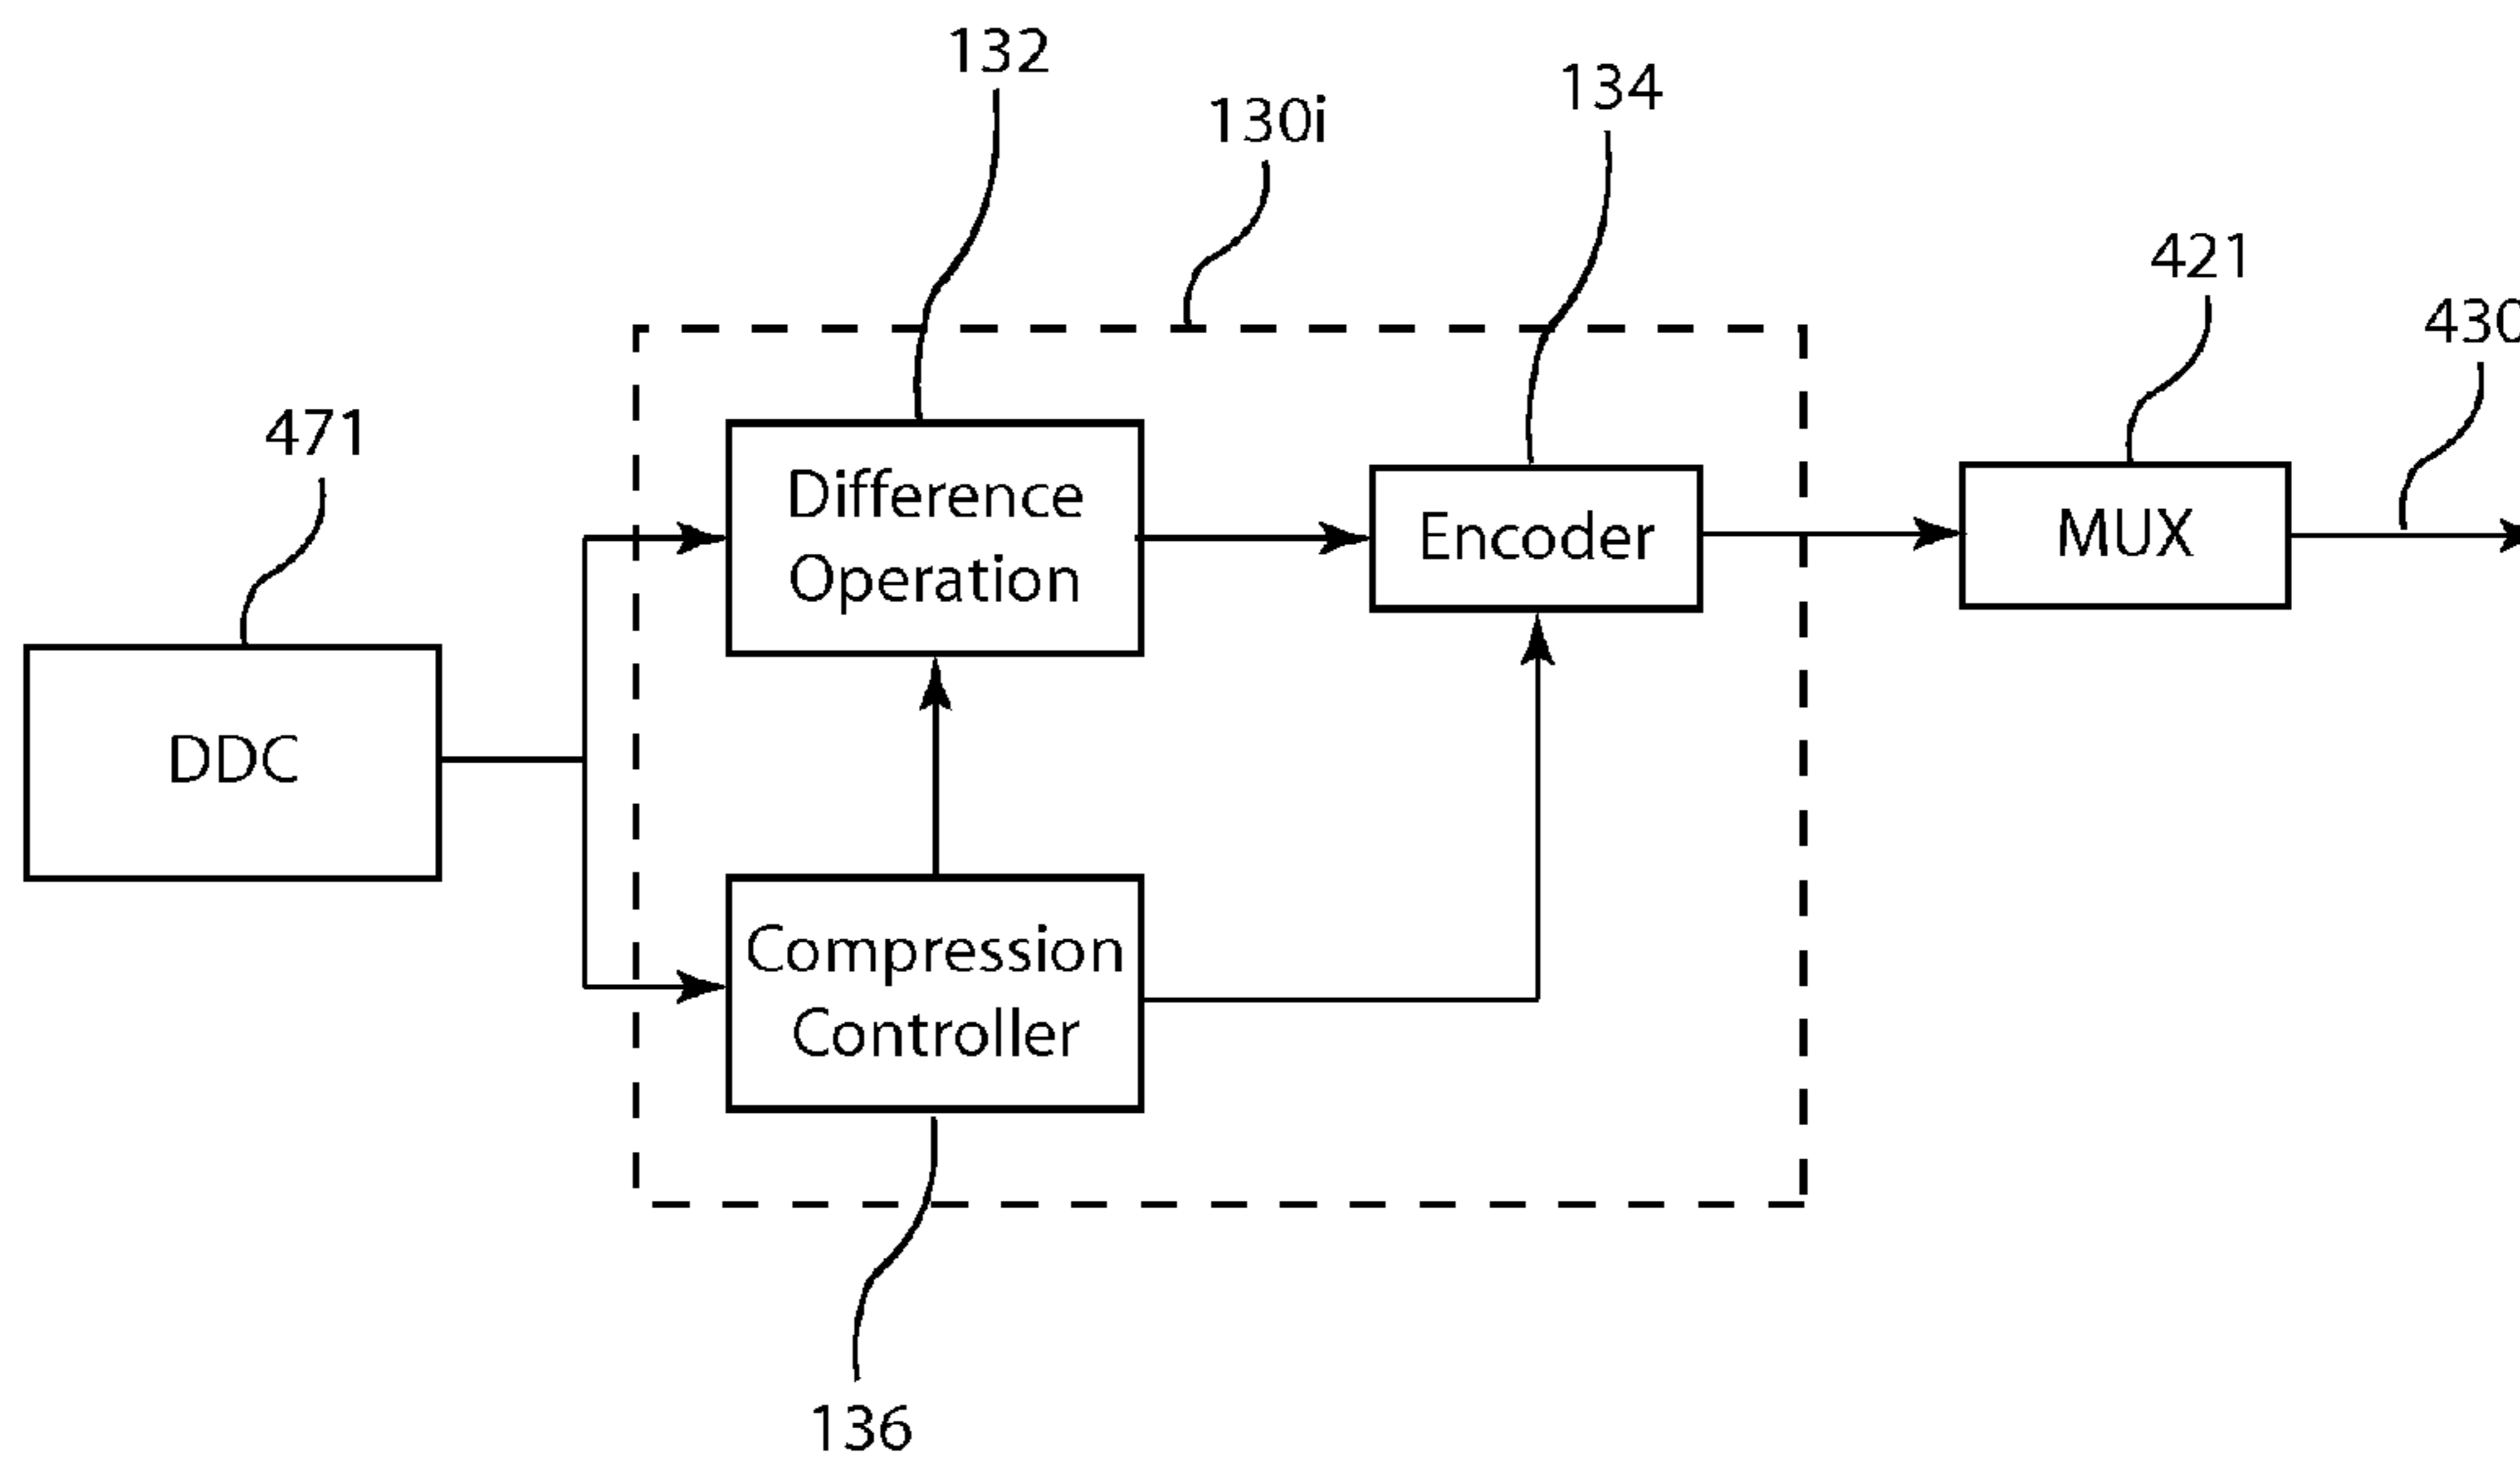 132
134
130i
421
430
471
Difference
Operation
Encoder
MUX
DDC
Compression
Controller
136